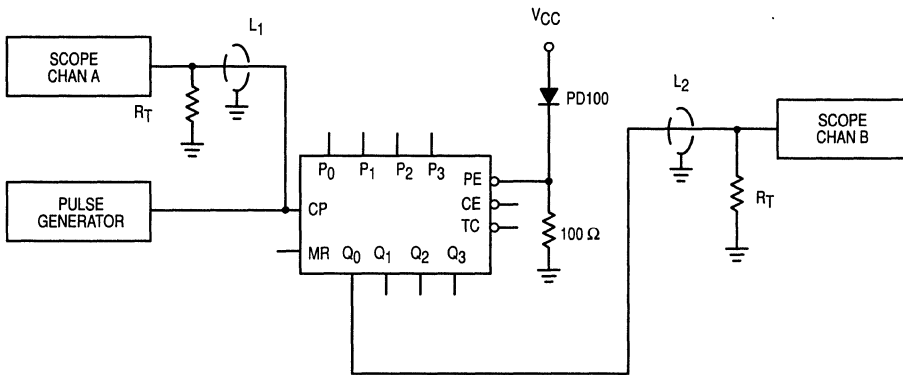 VCC
L1
SCOPE
CHAN A
RT
PD100
L2
SCOPE
CHAN B
RT
P0 P1 P2 P3
PE
PULSE
GENERATOR
CP
CE
TC
100 Ω
MR Q0 Q1 Q2 Q3